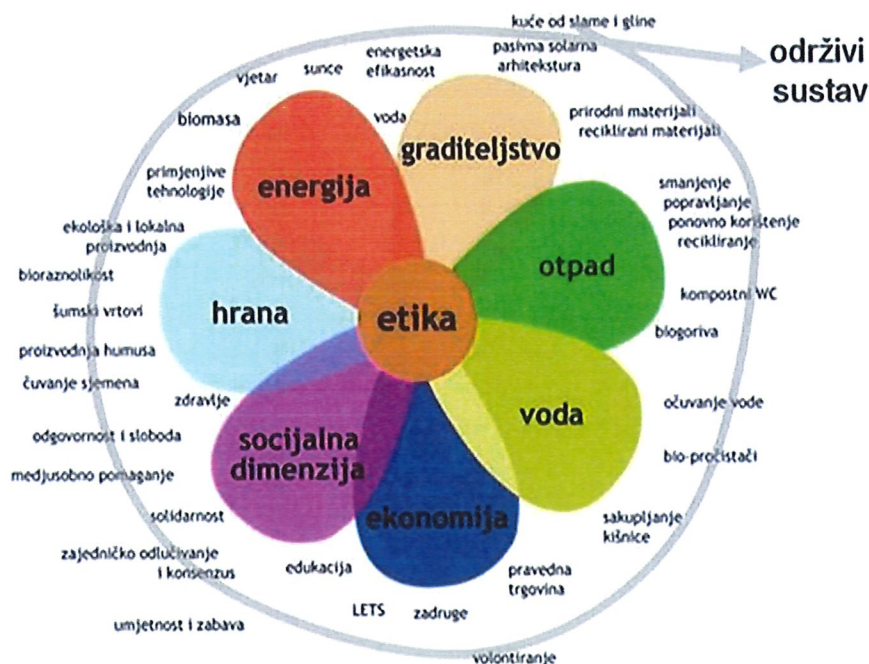 kuće od slame i gline
pasivna solarna
arhitektura
održivi
sustav
energetska
efikasnost
sunce
vjetar
voda
biomasa
prirodni materijali
reciklirani materijali
graditeljstvo
energija
primjenjive
tehnologije
smanjenje
popravljanje
ponovno korištenje
recikliranje
ekološka i lokalna
proizvodnja
otpad
bioraznolikost
kompostni WC
hrana
etika
šumski vrtovi
biogoriva
proizvodnja humusa
čuvanje sjemena
zdravlje
voda
očuvanje vode
odgovornost i sloboda
socijalna
dimenzija
bio-pročistači
medjusobno pomaganje
solidarnost
ekonomija
sakupljanje
kišnice
zajedničko odlučivanje
i konsenzus
edukacija
pravedna
trgovina
LETS
zadruge
umjetnost i zabava
volontiranje